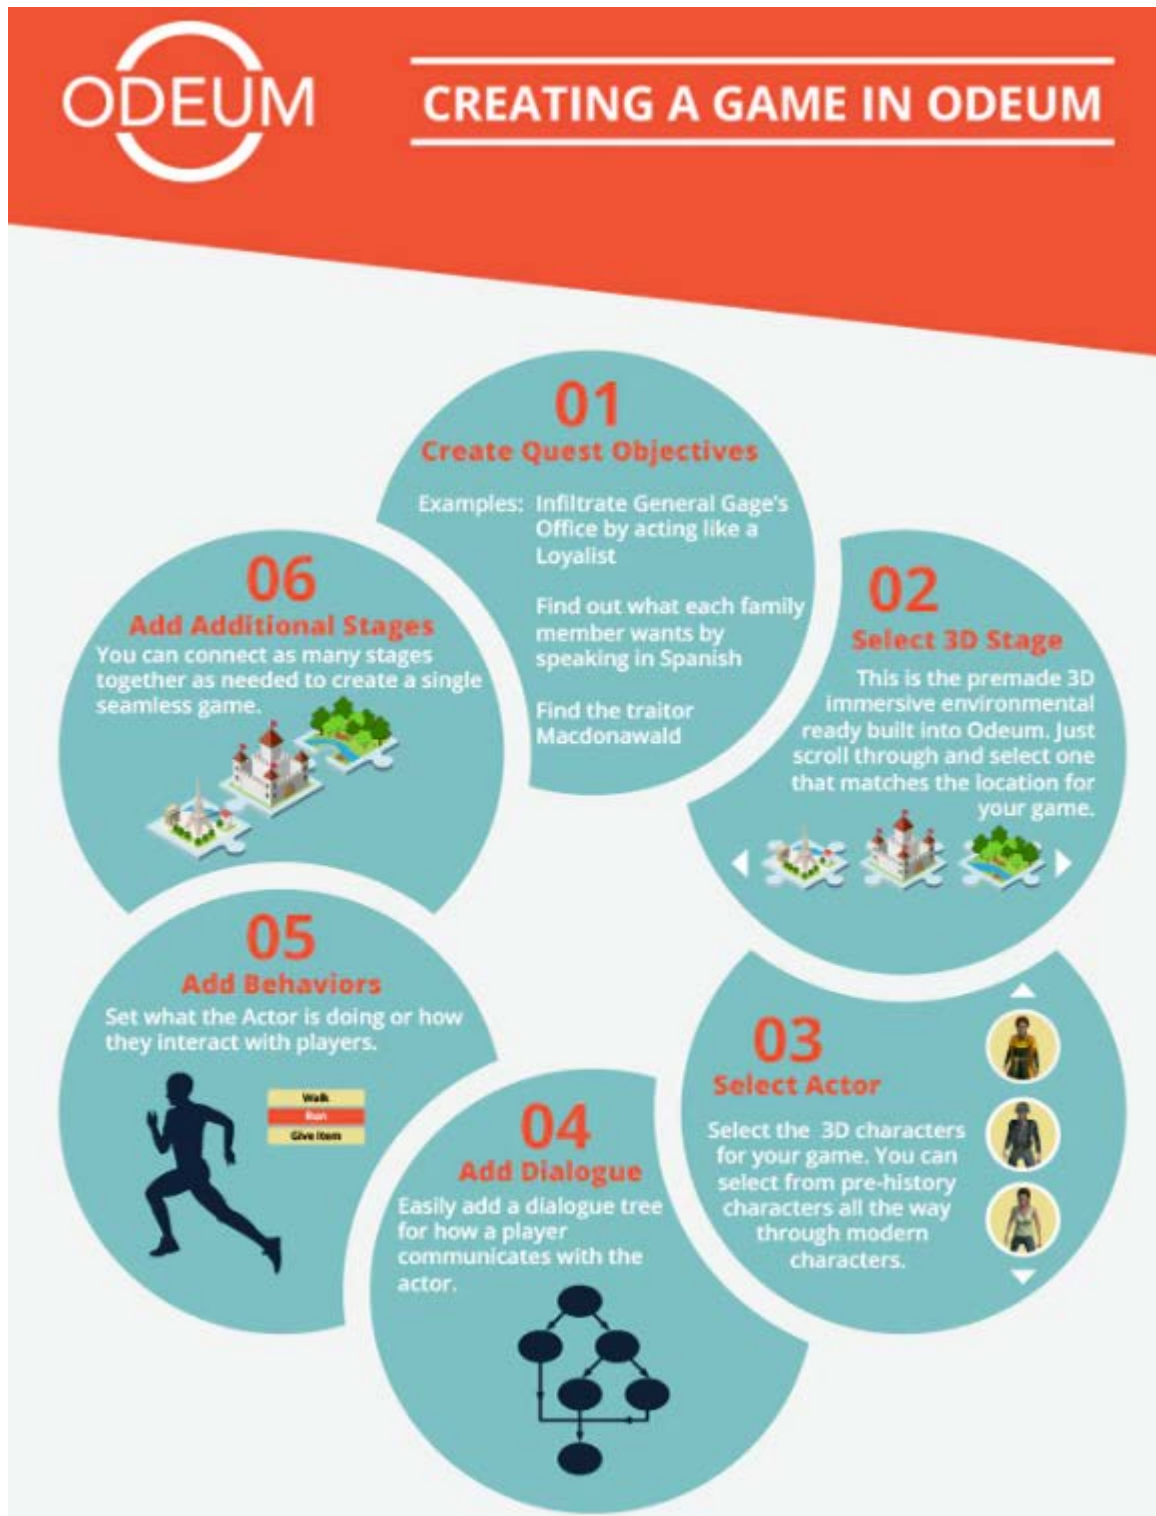 ODEUM
CREATING A GAME IN ODEUM
01
Create Quest Objectives
Examples: Infiltrate General Gage's
Office by acting like a
Loyalist
Find out what each family
member wants by
speaking in Spanish
Find the traitor
Macdonawald
02
Select 3D Stage
This is the premade 3D
immersive environmental
ready built into Odeum. Just
scroll through and select one
that matches the location for
your game.
03
Select Actor
Select the 3D characters
for your game. You can
select from pre-history
characters all the way
through modern
characters.
04
Add Dialogue
Easily add a dialogue tree
for how a player
communicates with the
actor.
05
Add Behaviors
Set what the Actor is doing or how
they interact with players.
Walk
Run
Give Item
06
Add Additional Stages
You can connect as many stages
together as needed to create a single
seamless game.